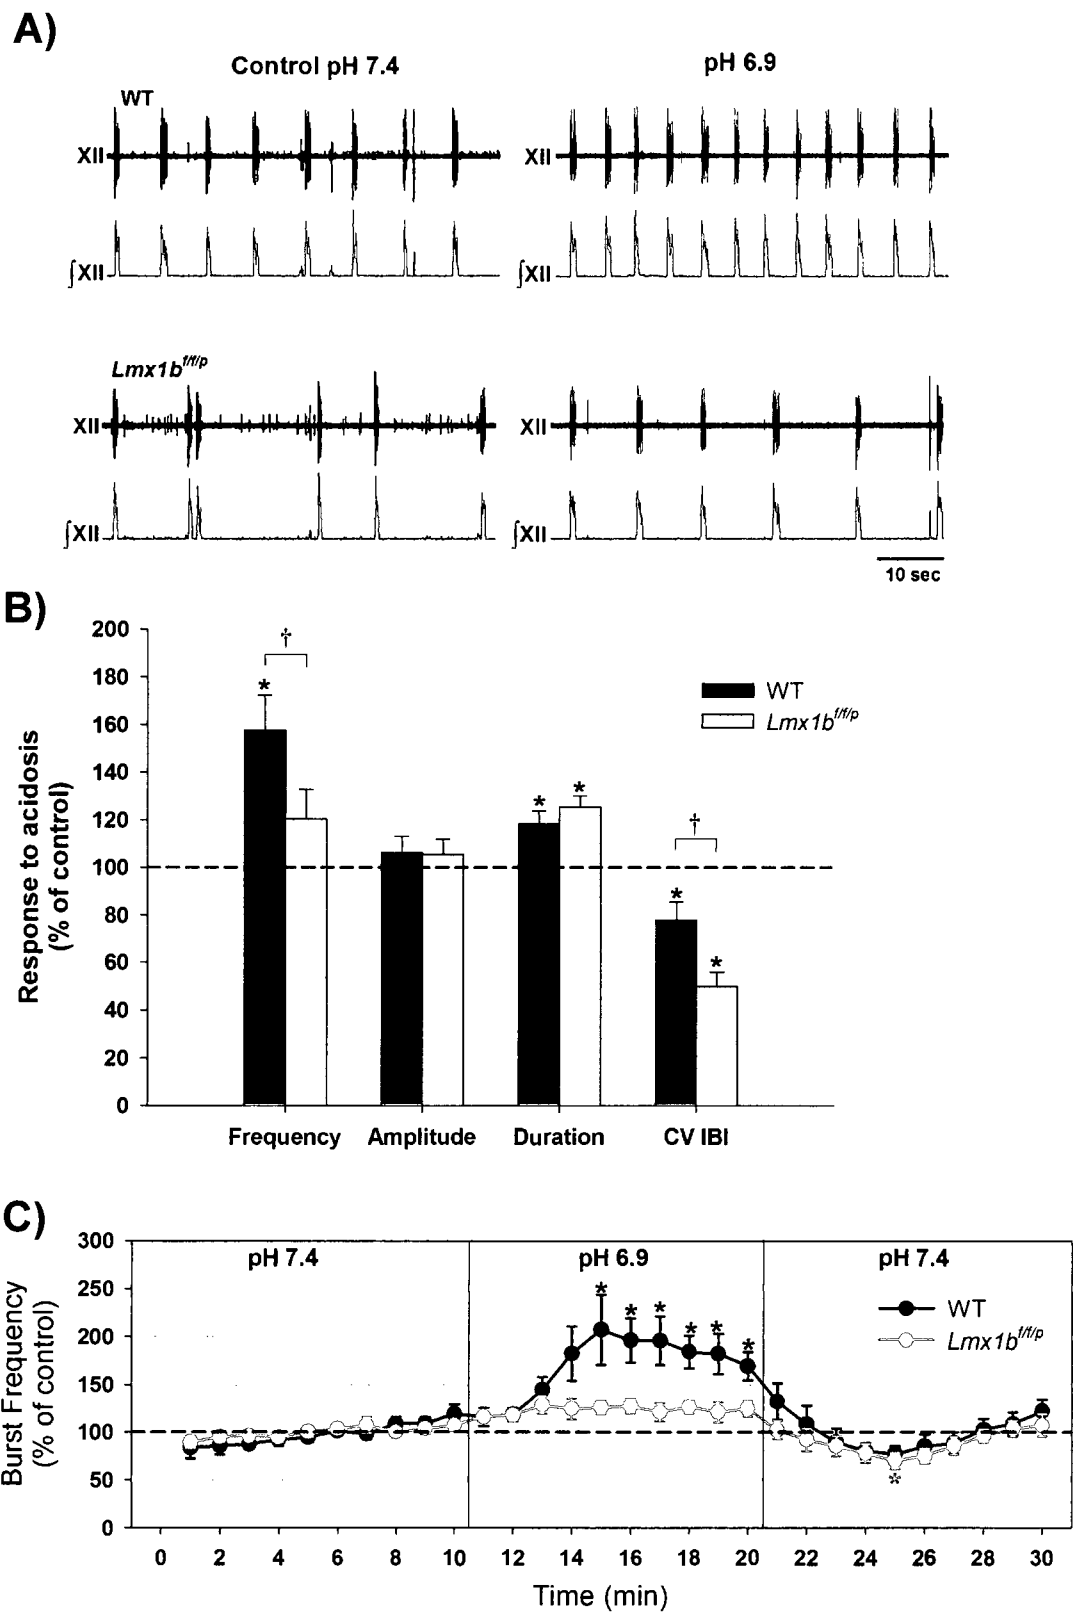 A)
Control pH 7.4 pH 6.9
WT
XII XII
∫XII ∫XII
Lmx1b^f/f/p
XII XII
∫XII ∫XII
10 sec
B)
200
180
160
140
120
100
80
60
40
20
0
Response to acidosis
(% of control)
†
*
*
*
†
*
*
WT
Lmx1b^f/f/p
Frequency Amplitude Duration CV IBI
C)
300
250
200
150
100
50
0
Burst Frequency
(% of control)
pH 7.4 pH 6.9 pH 7.4
* * * * * *
*
WT
Lmx1b^f/f/p
0 2 4 6 8 10 12 14 16 18 20 22 24 26 28 30
Time (min)